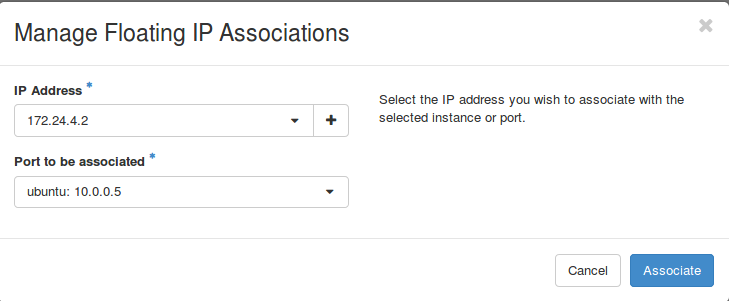 Manage Floating IP Associations
×
IP Address *
172.24.4.2
Select the IP address you wish to associate with the
selected instance or port.
Port to be associated *
ubuntu: 10.0.0.5
Cancel
Associate